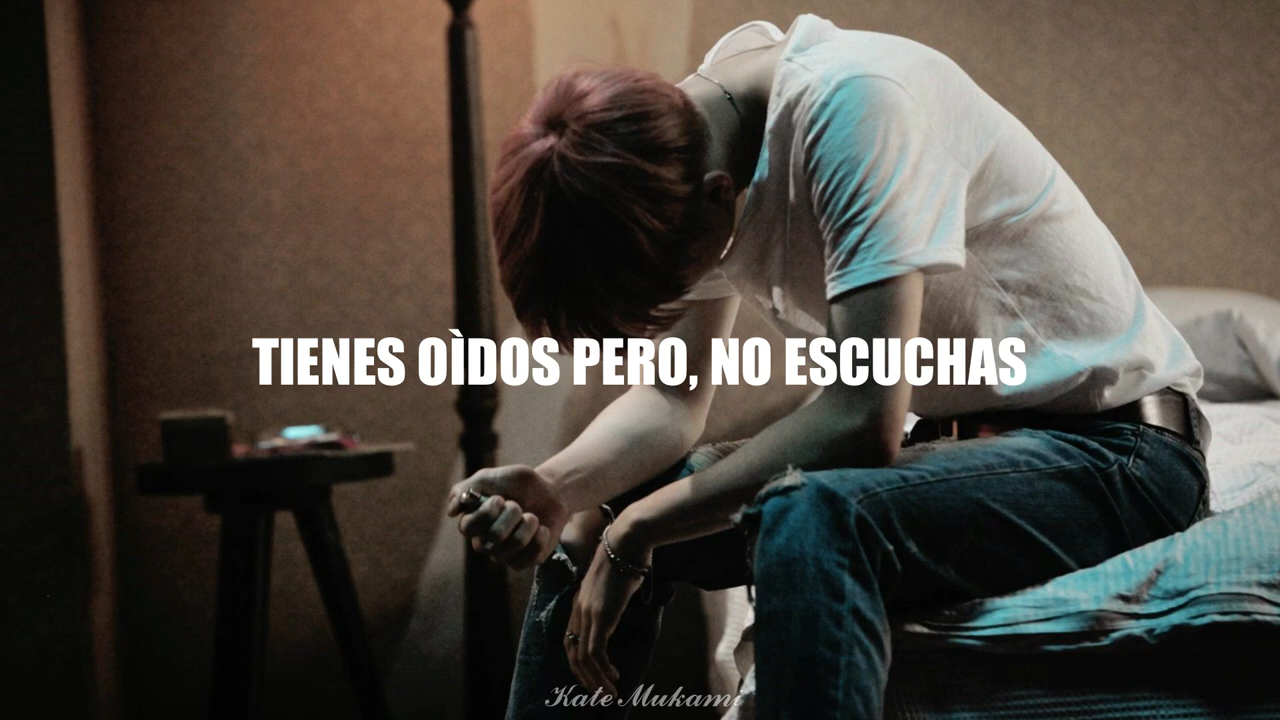 TIENES OÌDOS PERO, NO ESCUCHAS
Kate Mukami